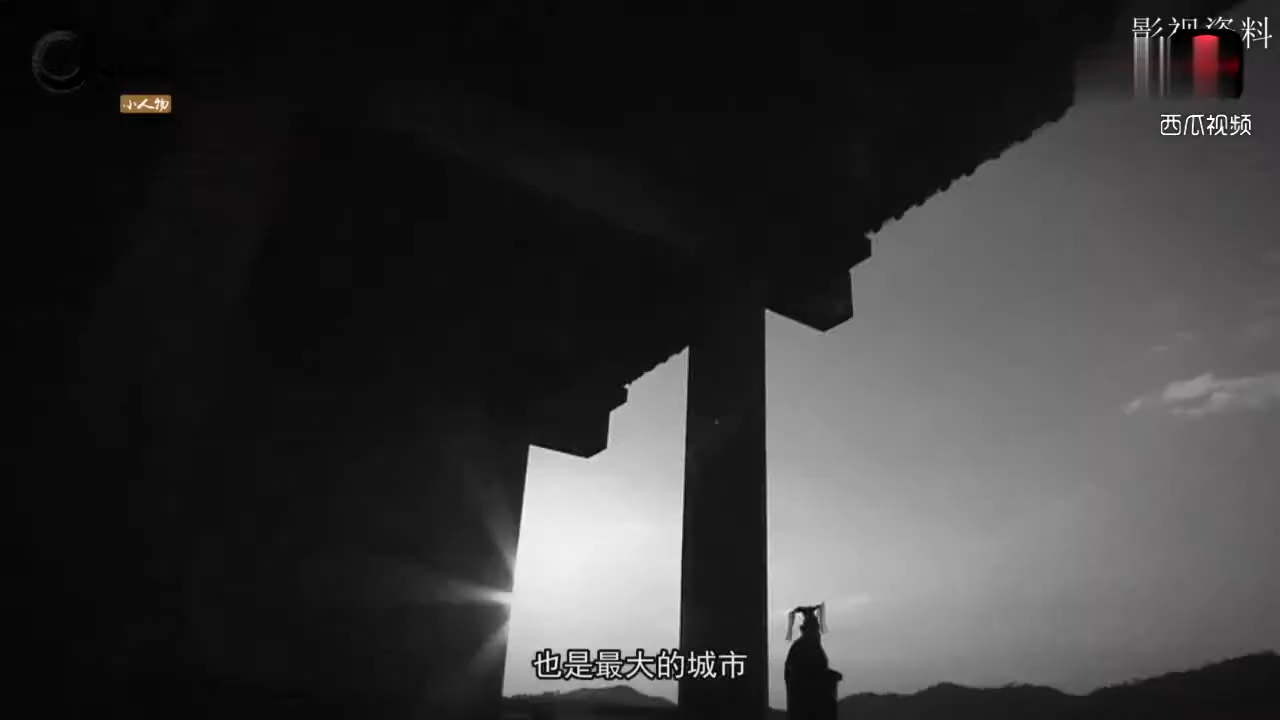 影视资料
小人物
西瓜视频
也是最大的城市